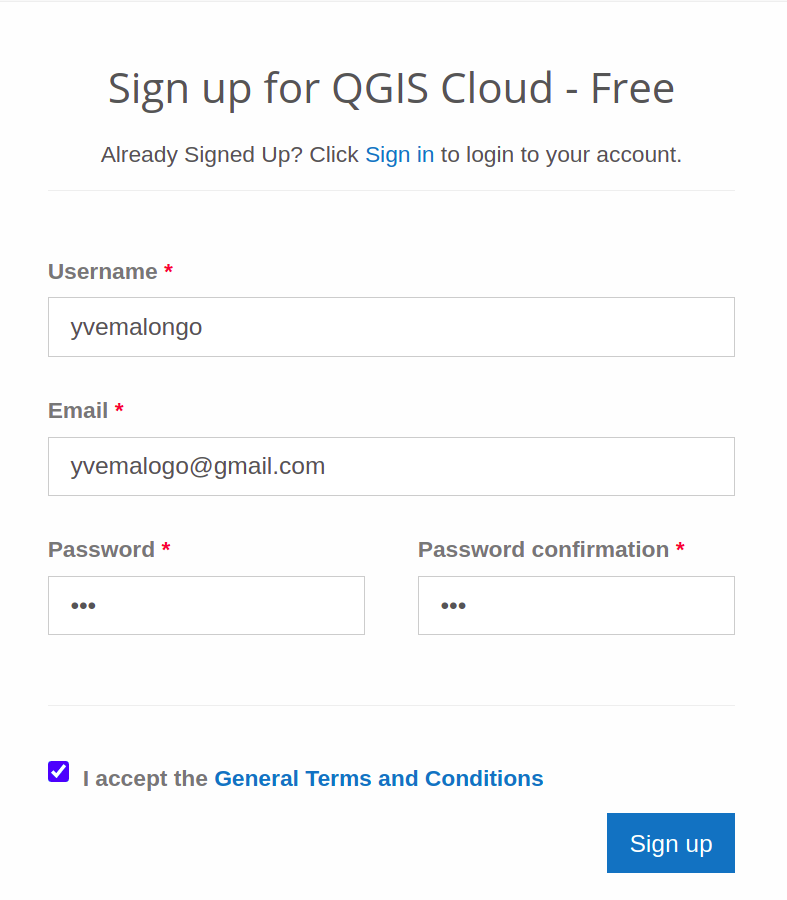 Sign up for QGIS Cloud - Free
Already Signed Up? Click Sign in to login to your account.
Username *
yvemalongo
Email *
yvemalogo@gmail.com
Password * Password confirmation *
••• •••
I accept the General Terms and Conditions
Sign up